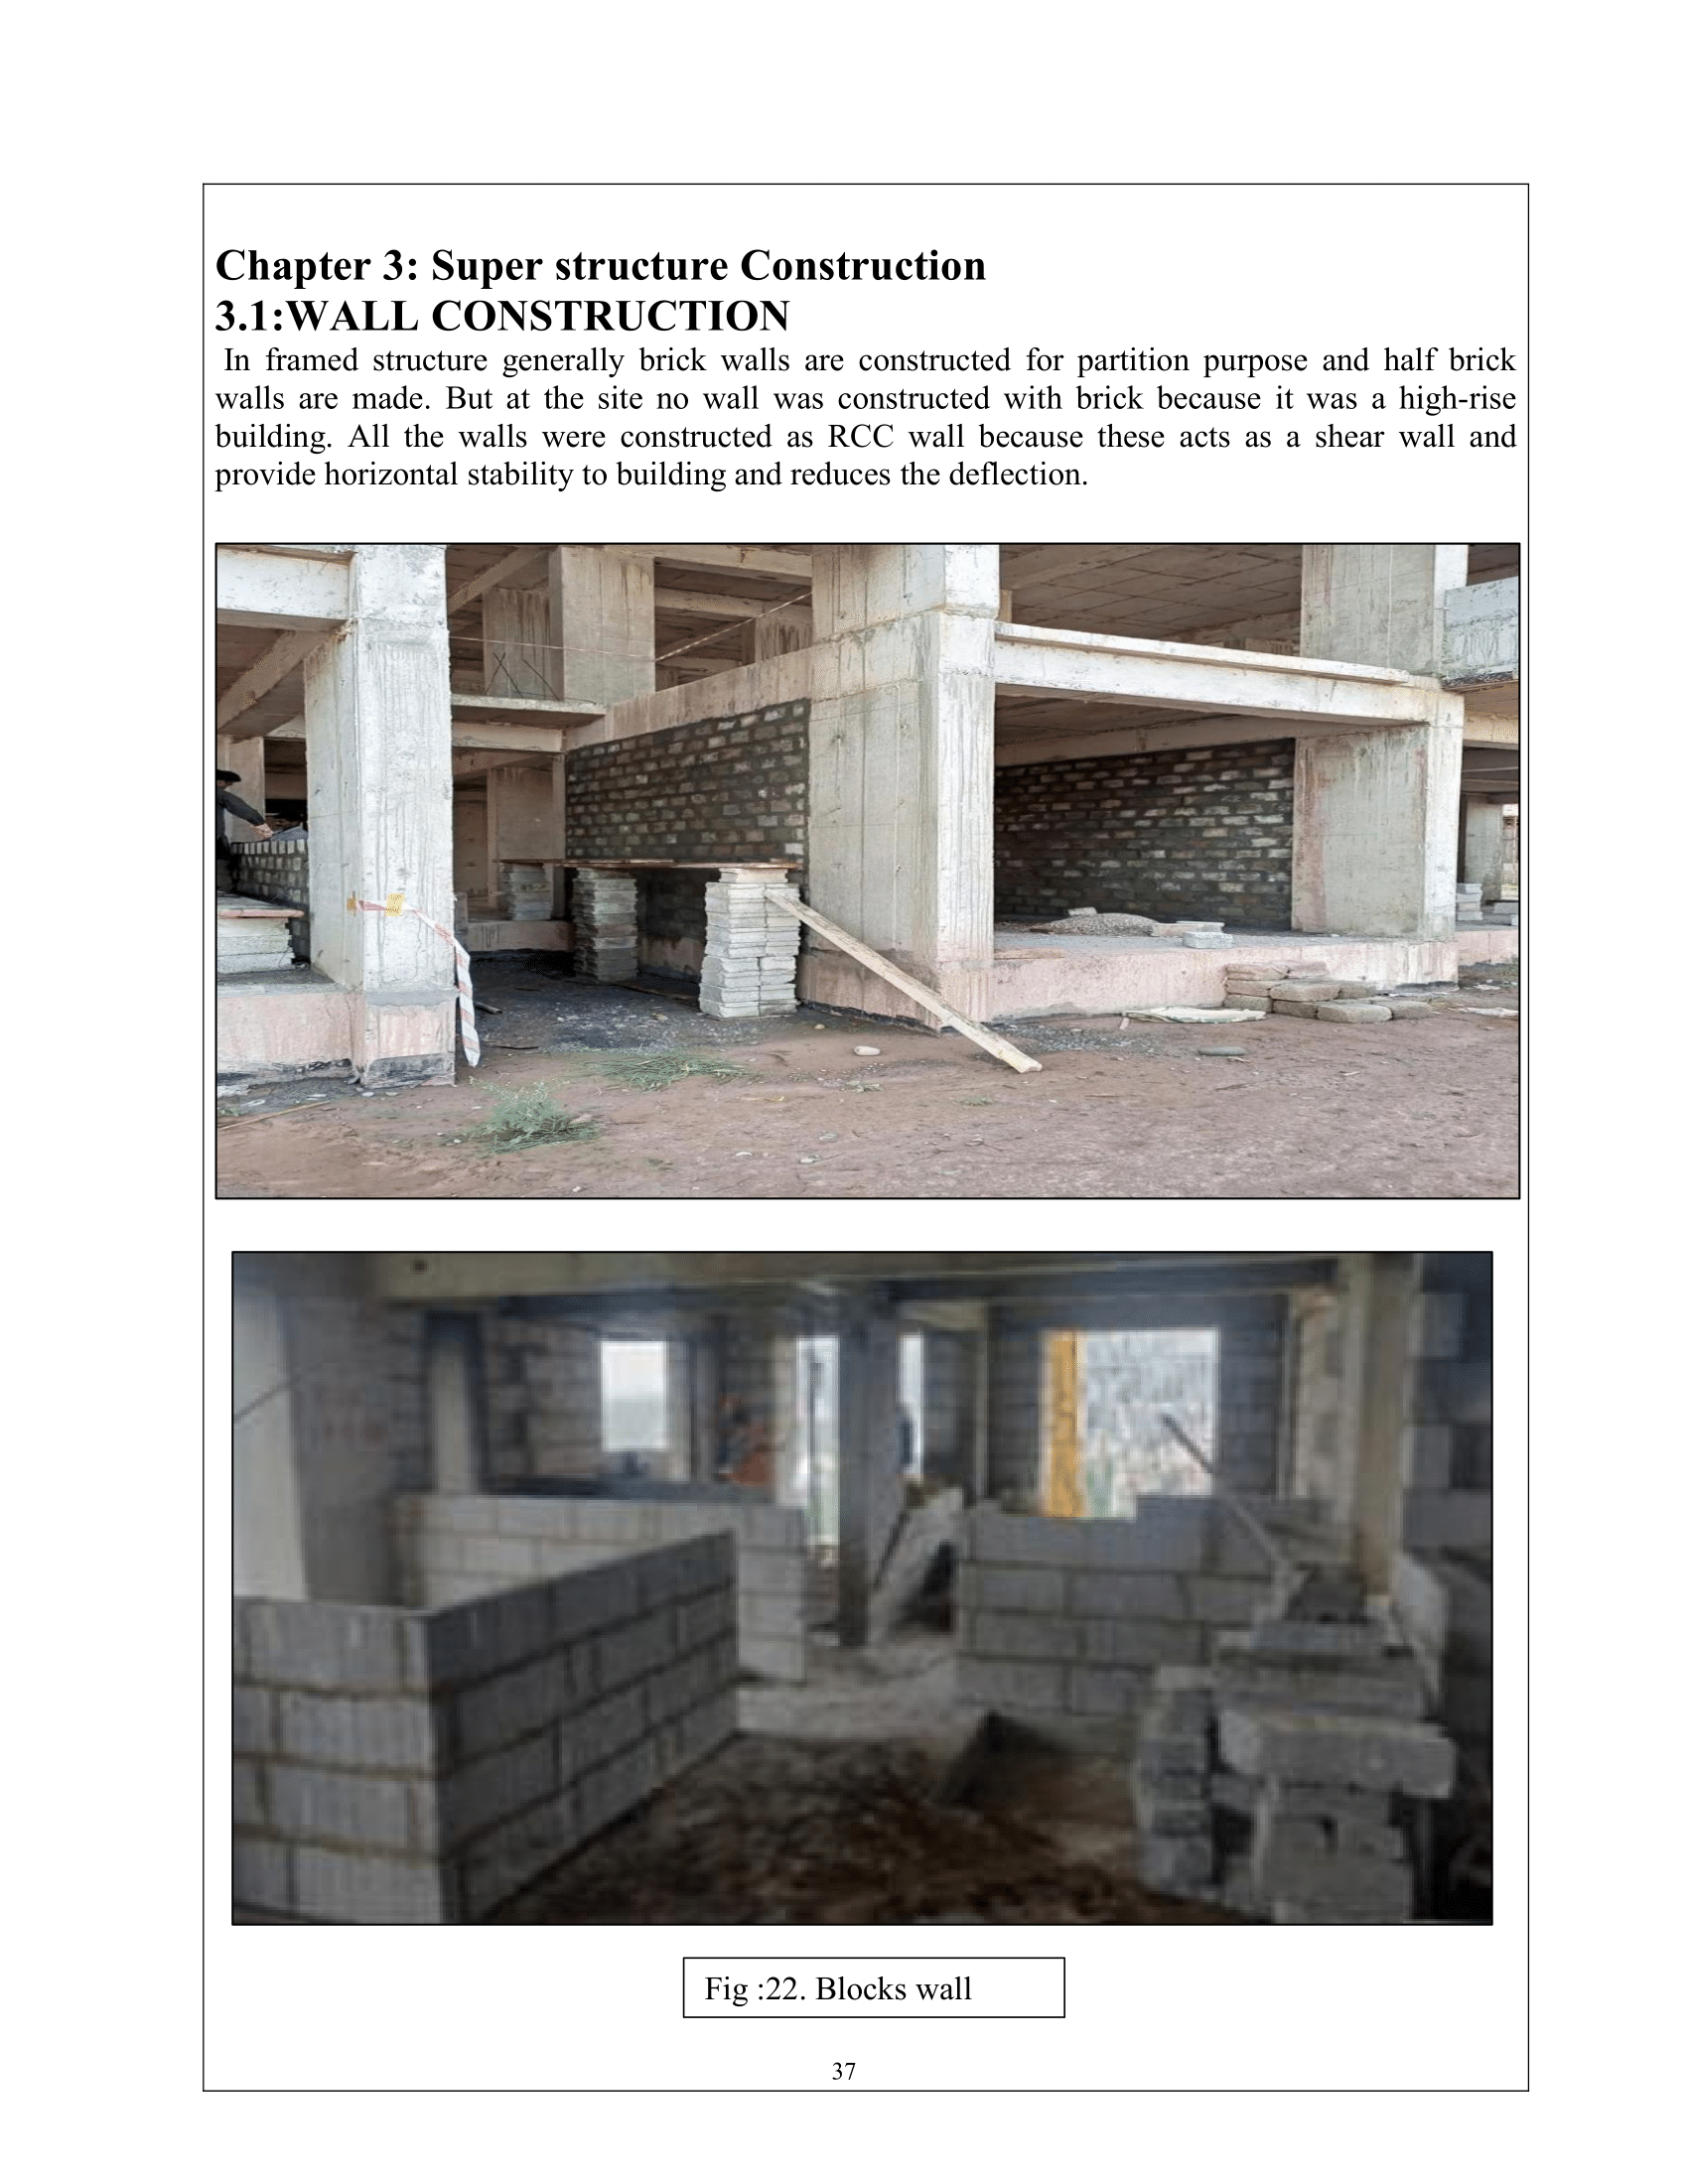 Chapter 3: Super structure Construction
3.1:WALL CONSTRUCTION
In framed structure generally brick walls are constructed for partition purpose and half brick
walls are made. But at the site no wall was constructed with brick because it was a high-rise
building. All the walls were constructed as RCC wall because these acts as a shear wall and
provide horizontal stability to building and reduces the deflection.
Fig :22. Blocks wall
37